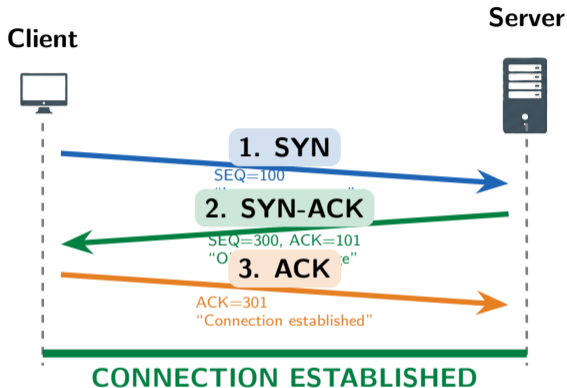 Server
Client
1. SYN
SEQ=100
2. SYN-ACK
SEQ=300, ACK=101
3. ACK
ACK=301
"Connection established"
CONNECTION ESTABLISHED